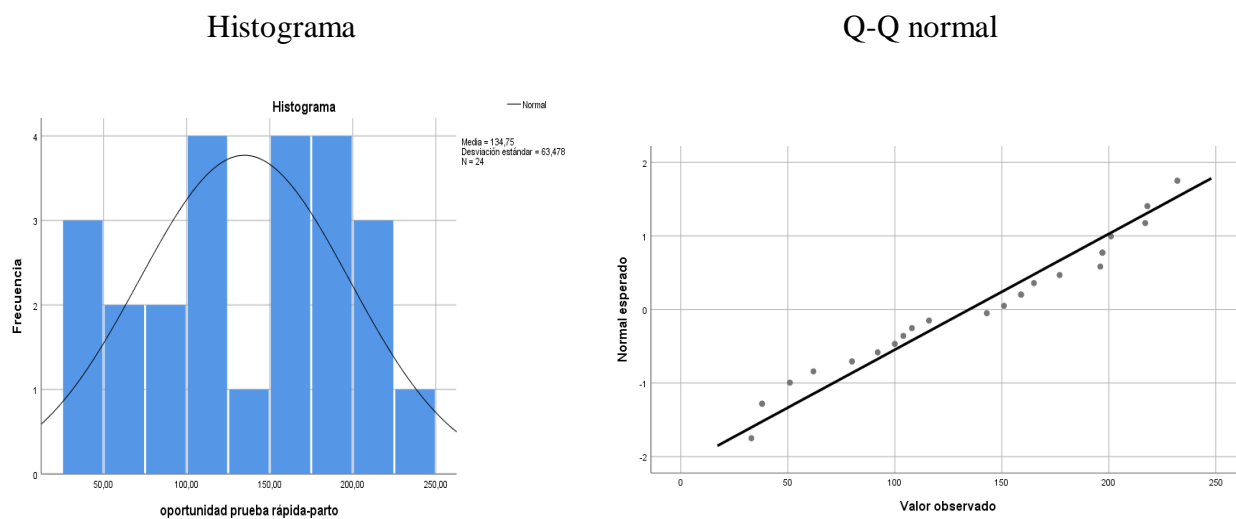 Histograma
Q-Q normal
Histograma
Normal
Media = 134,75
Desviación estándar = 63,478
N = 24
Frecuencia
4
3
2
1
0
50,00 100,00 150,00 200,00 250,00
oportunidad prueba rápida-parto
Normal esperado
2
1
0
-1
-2
0 50 100 150 200 250
Valor observado